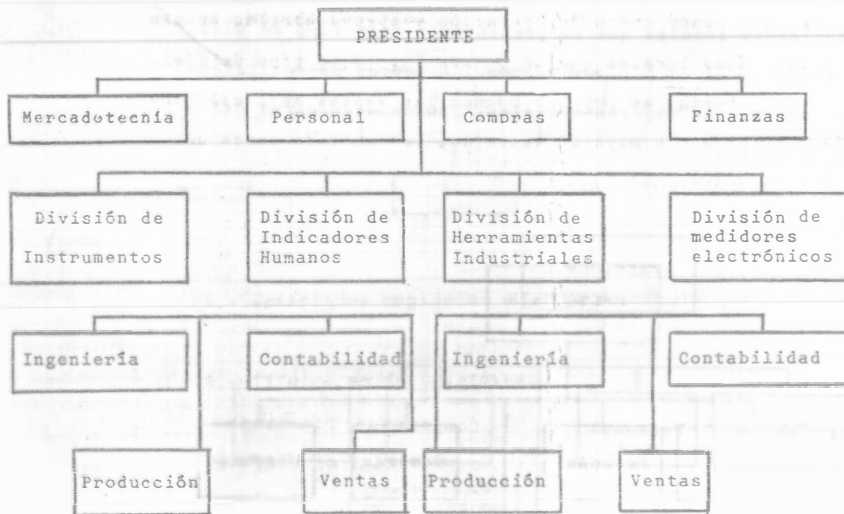 PRESIDENTE
Mercadotecnia
Personal
Compras
Finanzas
División de
Instrumentos
División de
Indicadores
Humanos
División de
Herramientas
Industriales
División de
medidores
electrónicos
Ingeniería
Contabilidad
Ingeniería
Contabilidad
Producción
Ventas
Producción
Ventas